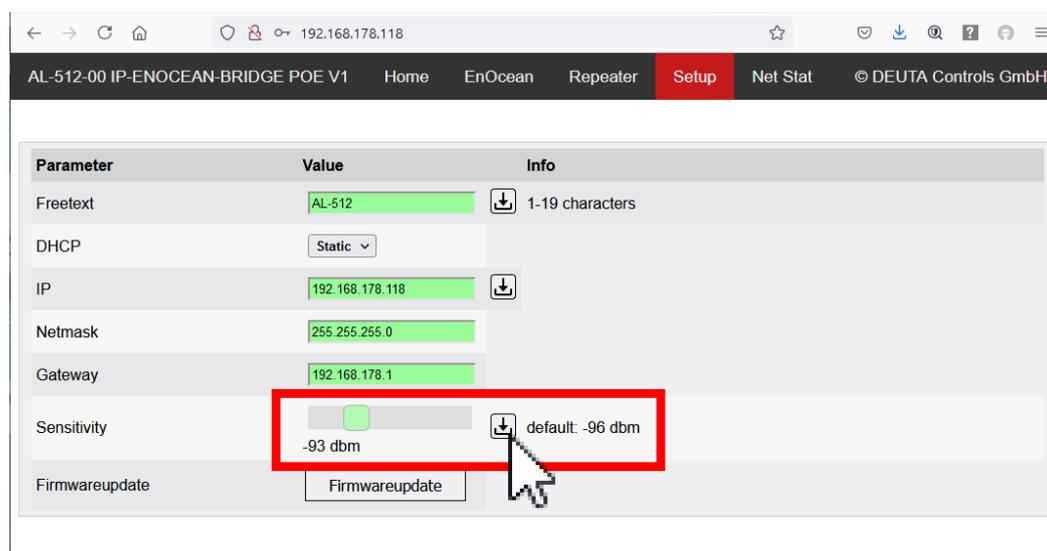 192.168.178.118
AL-512-00 IP-ENOCEAN-BRIDGE POE V1 Home EnOcean Repeater Setup Net Stat © DEUTA Controls GmbH
Parameter Value Info
Freetext AL-512 1-19 characters
DHCP Static
IP 192.168.178.118
Netmask 255.255.255.0
Gateway 192.168.178.1
Sensitivity default: -96 dbm
-93 dbm
Firmwareupdate Firmwareupdate